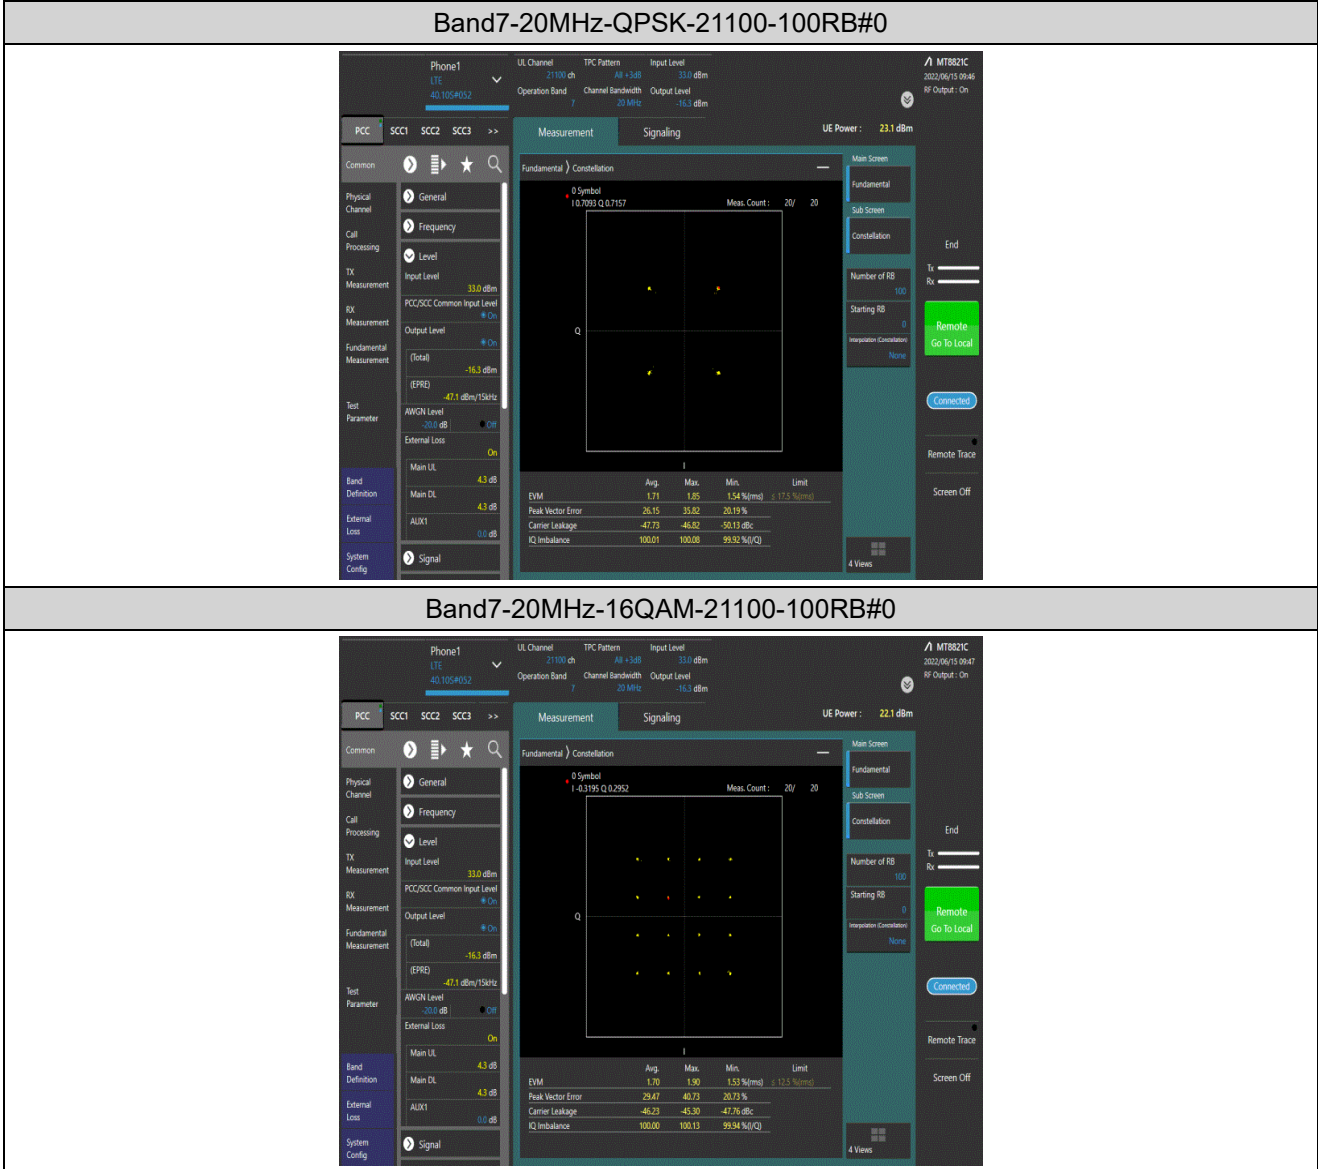 Band7-20MHz-QPSK-21100-100RB#0
Phone1
LTE
40.105#052
UL Channel TPC Pattern Input Level
21100 ch All +3dB 33.0 dBm
Operation Band Channel Bandwidth Output Level
7 20 MHz -16.3 dBm
MT8821C
2022/06/15 09:46
RF Output : On
PCC SCC1 SCC2 SCC3 >>
Measurement Signaling
UE Power : 23.1 dBm
Common
Physical
Channel
Call
Processing
TX
Measurement
RX
Measurement
Fundamental
Measurement
Test
Parameter
Band
Definition
External
Loss
System
Config
General
Frequency
Level
Input Level
33.0 dBm
PCC/SCC Common Input Level
On
Output Level
On
(Total)
-16.3 dBm
(EPRE)
-47.1 dBm/15kHz
AWGN Level
-20.0 dB Off
External Loss
On
Main UL
4.3 dB
Main DL
4.3 dB
AUX1
0.0 dB
Signal
Fundamental Constellation
0 Symbol
I 0.7093 Q 0.7157 Meas. Count : 20/ 20
Q
I
Avg. Max. Min. Limit
EVM 1.71 1.85 1.54 %(rms) ≤ 17.5 %(rms)
Peak Vector Error 26.15 35.82 20.19 %
Carrier Leakage -47.73 -46.82 -50.13 dBc
IQ Imbalance 100.01 100.08 99.92 %(I/Q)
Main Screen
Fundamental
Sub Screen
Constellation
Number of RB
100
Starting RB
0
Interpolation (Constellation)
None
4 Views
End
Tx
Rx
Remote
Go To Local
Connected
Remote Trace
Screen Off
Band7-20MHz-16QAM-21100-100RB#0
Phone1
LTE
40.105#052
UL Channel TPC Pattern Input Level
21100 ch All +3dB 33.0 dBm
Operation Band Channel Bandwidth Output Level
7 20 MHz -16.3 dBm
MT8821C
2022/06/15 09:47
RF Output : On
PCC SCC1 SCC2 SCC3 >>
Measurement Signaling
UE Power : 22.1 dBm
Common
Physical
Channel
Call
Processing
TX
Measurement
RX
Measurement
Fundamental
Measurement
Test
Parameter
Band
Definition
External
Loss
System
Config
General
Frequency
Level
Input Level
33.0 dBm
PCC/SCC Common Input Level
On
Output Level
On
(Total)
-16.3 dBm
(EPRE)
-47.1 dBm/15kHz
AWGN Level
-20.0 dB Off
External Loss
On
Main UL
4.3 dB
Main DL
4.3 dB
AUX1
0.0 dB
Signal
Fundamental Constellation
0 Symbol
I -0.3195 Q 0.2952 Meas. Count : 20/ 20
Q
I
Avg. Max. Min. Limit
EVM 1.70 1.90 1.53 %(rms) ≤ 12.5 %(rms)
Peak Vector Error 29.47 40.73 20.73 %
Carrier Leakage -46.23 -45.30 -47.76 dBc
IQ Imbalance 100.00 100.13 99.94 %(I/Q)
Main Screen
Fundamental
Sub Screen
Constellation
Number of RB
100
Starting RB
0
Interpolation (Constellation)
None
4 Views
End
Tx
Rx
Remote
Go To Local
Connected
Remote Trace
Screen Off